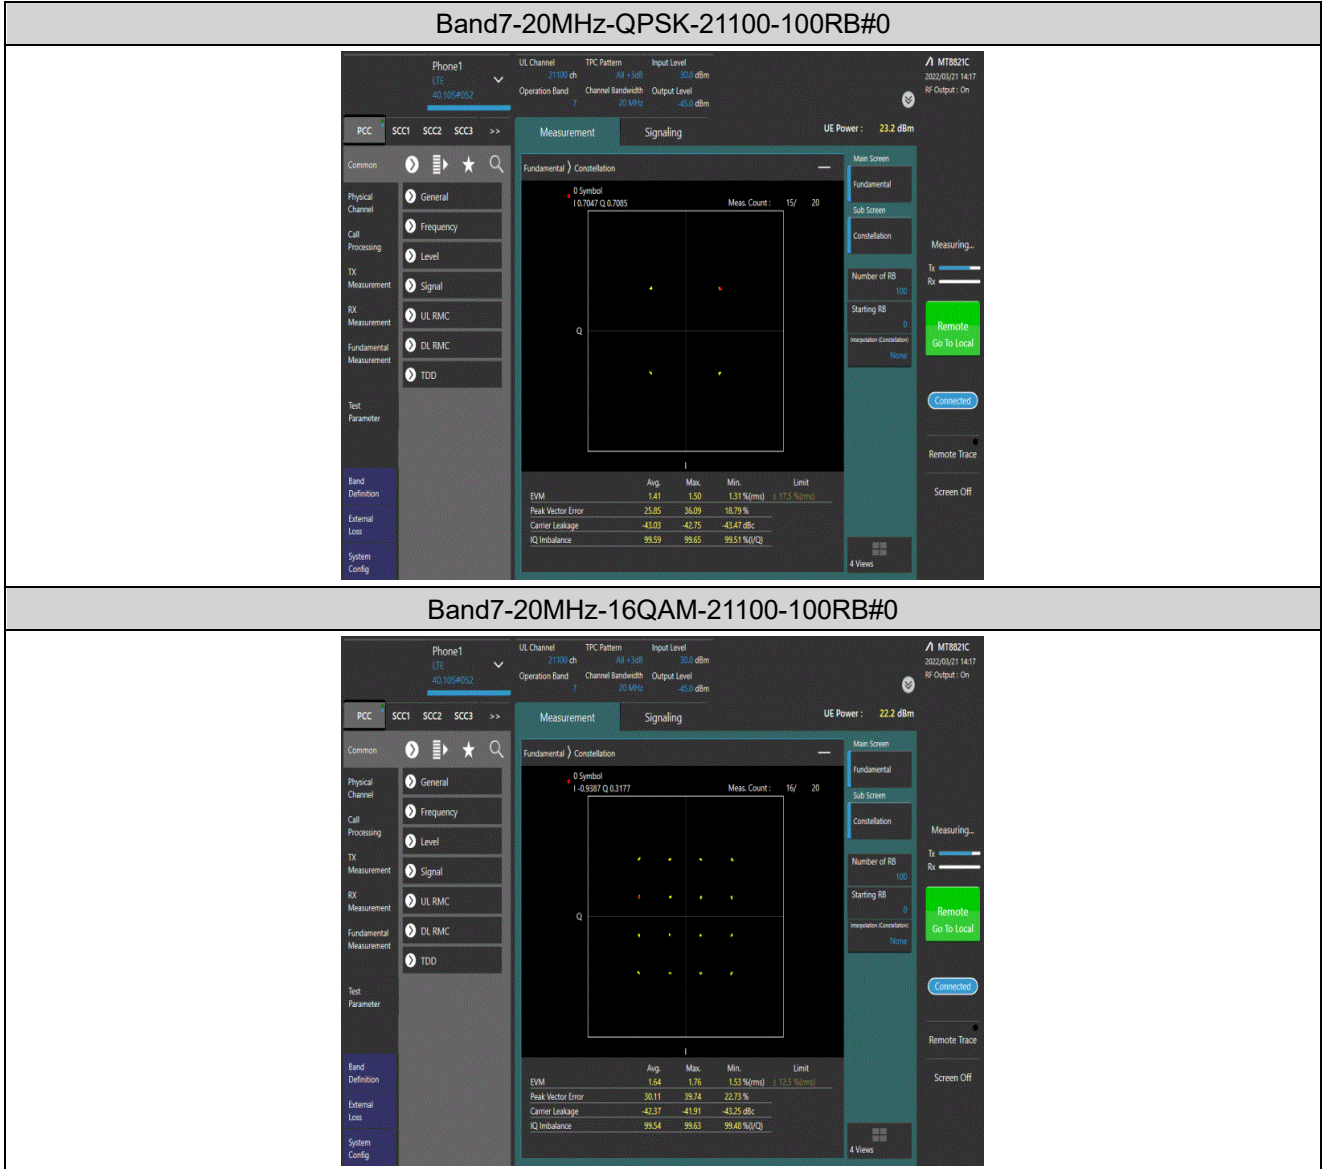 Band7-20MHz-QPSK-21100-100RB#0
Phone1
LTE
40.105#052
UL Channel TPC Pattern Input Level
21100 ch All +3dB 30.0 dBm
Operation Band Channel Bandwidth Output Level
7 20 MHz -45.0 dBm
MT8821C
2022/03/21 14:17
RF Output : On
PCC SCC1 SCC2 SCC3 >>
Measurement Signaling
UE Power : 23.2 dBm
Common
Physical
Channel
Call
Processing
TX
Measurement
RX
Measurement
Fundamental
Measurement
Test
Parameter
Band
Definition
External
Loss
System
Config
General
Frequency
Level
Signal
UL RMC
DL RMC
TDD
Fundamental Constellation
0 Symbol
I 0.7047 Q 0.7085 Meas. Count : 15/ 20
Q
I
Avg. Max. Min. Limit
EVM 1.41 1.50 1.31 %(rms) ≤ 17.5 %(rms)
Peak Vector Error 25.85 36.09 18.79 %
Carrier Leakage -43.03 -42.75 -43.47 dBc
IQ Imbalance 99.59 99.65 99.51 %(I/Q)
Main Screen
Fundamental
Sub Screen
Constellation
Number of RB
100
Starting RB
0
Interpolation (Constellation)
None
4 Views
Measuring...
Tx
Rx
Remote
Go To Local
Connected
Remote Trace
Screen Off
Band7-20MHz-16QAM-21100-100RB#0
Phone1
LTE
40.105#052
UL Channel TPC Pattern Input Level
21100 ch All +3dB 30.0 dBm
Operation Band Channel Bandwidth Output Level
7 20 MHz -45.0 dBm
MT8821C
2022/03/21 14:17
RF Output : On
PCC SCC1 SCC2 SCC3 >>
Measurement Signaling
UE Power : 22.2 dBm
Common
Physical
Channel
Call
Processing
TX
Measurement
RX
Measurement
Fundamental
Measurement
Test
Parameter
Band
Definition
External
Loss
System
Config
General
Frequency
Level
Signal
UL RMC
DL RMC
TDD
Fundamental Constellation
0 Symbol
I -0.9387 Q 0.3177 Meas. Count : 16/ 20
Q
I
Avg. Max. Min. Limit
EVM 1.64 1.76 1.53 %(rms) ≤ 12.5 %(rms)
Peak Vector Error 30.11 39.74 22.73 %
Carrier Leakage -42.37 -41.91 -43.25 dBc
IQ Imbalance 99.54 99.63 99.48 %(I/Q)
Main Screen
Fundamental
Sub Screen
Constellation
Number of RB
100
Starting RB
0
Interpolation (Constellation)
None
4 Views
Measuring...
Tx
Rx
Remote
Go To Local
Connected
Remote Trace
Screen Off